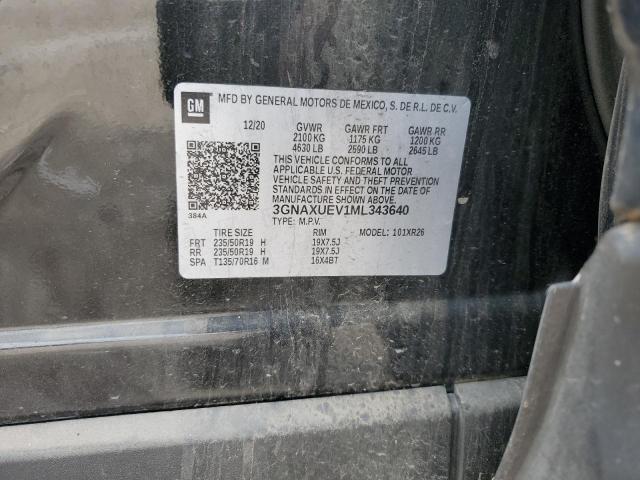 GM MFD BY GENERAL MOTORS DE MEXICO, S. DE R.L. DE C.V.
12/20 GVWR GAWR FRT GAWR RR
2100 KG 1175 KG 1200 KG
4630 LB 2590 LB 2645 LB
THIS VEHICLE CONFORMS TO ALL
APPLICABLE U.S. FEDERAL MOTOR
VEHICLE SAFETY AND THEFT PREVENTION
STANDARDS IN EFFECT ON THE DATE OF
MANUFACTURE SHOWN ABOVE.
384A 3GNAXUEV1ML343640
TYPE: M.P.V. MODEL: 101XR26
TIRE SIZE RIM
FRT 235/50R19 H 19X7.5J
RR 235/50R19 H 19X7.5J
SPA T135/70R16 M 16X4BT